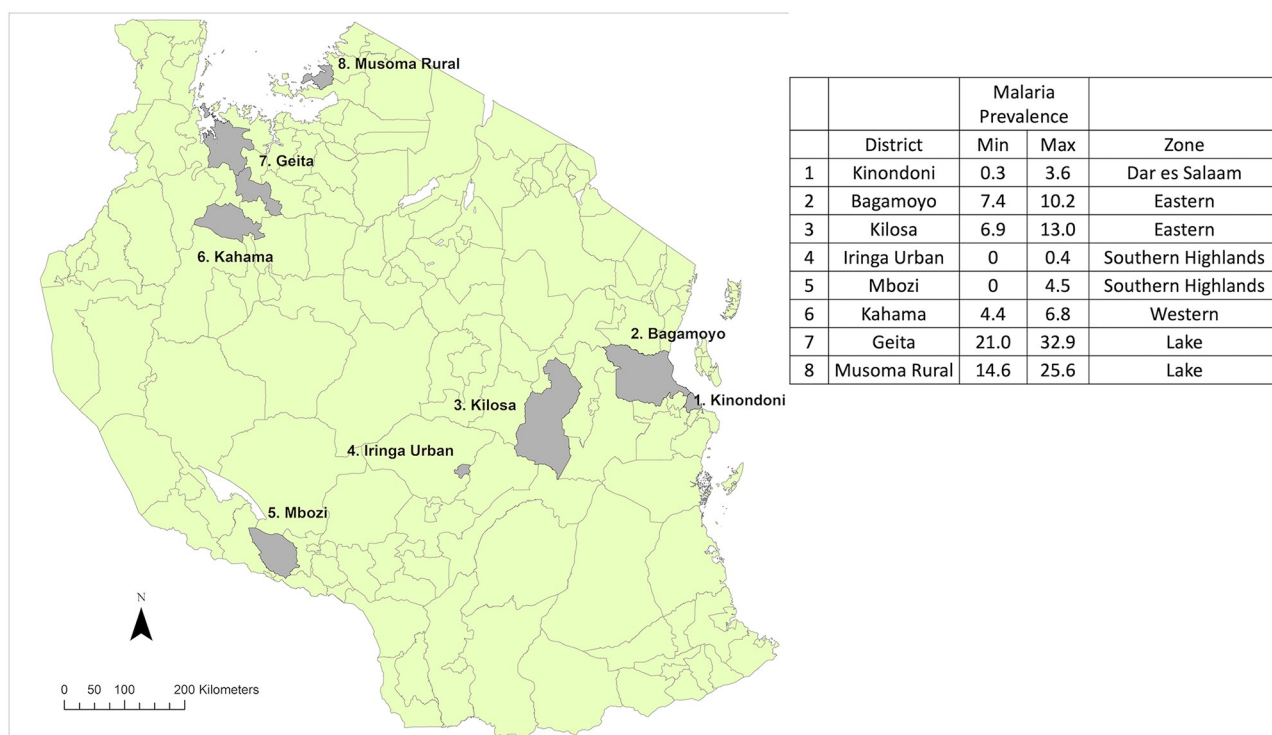 8. Musoma Rural
7. Geita
6. Kahama
2. Bagamoyo
1. Kinondoni
3. Kilosa
4. Iringa Urban
5. Mbozi
N
0 50 100 200 Kilometers
Malaria
Prevalence
District Min Max Zone
1 Kinondoni 0.3 3.6 Dar es Salaam
2 Bagamoyo 7.4 10.2 Eastern
3 Kilosa 6.9 13.0 Eastern
4 Iringa Urban 0 0.4 Southern Highlands
5 Mbozi 0 4.5 Southern Highlands
6 Kahama 4.4 6.8 Western
7 Geita 21.0 32.9 Lake
8 Musoma Rural 14.6 25.6 Lake